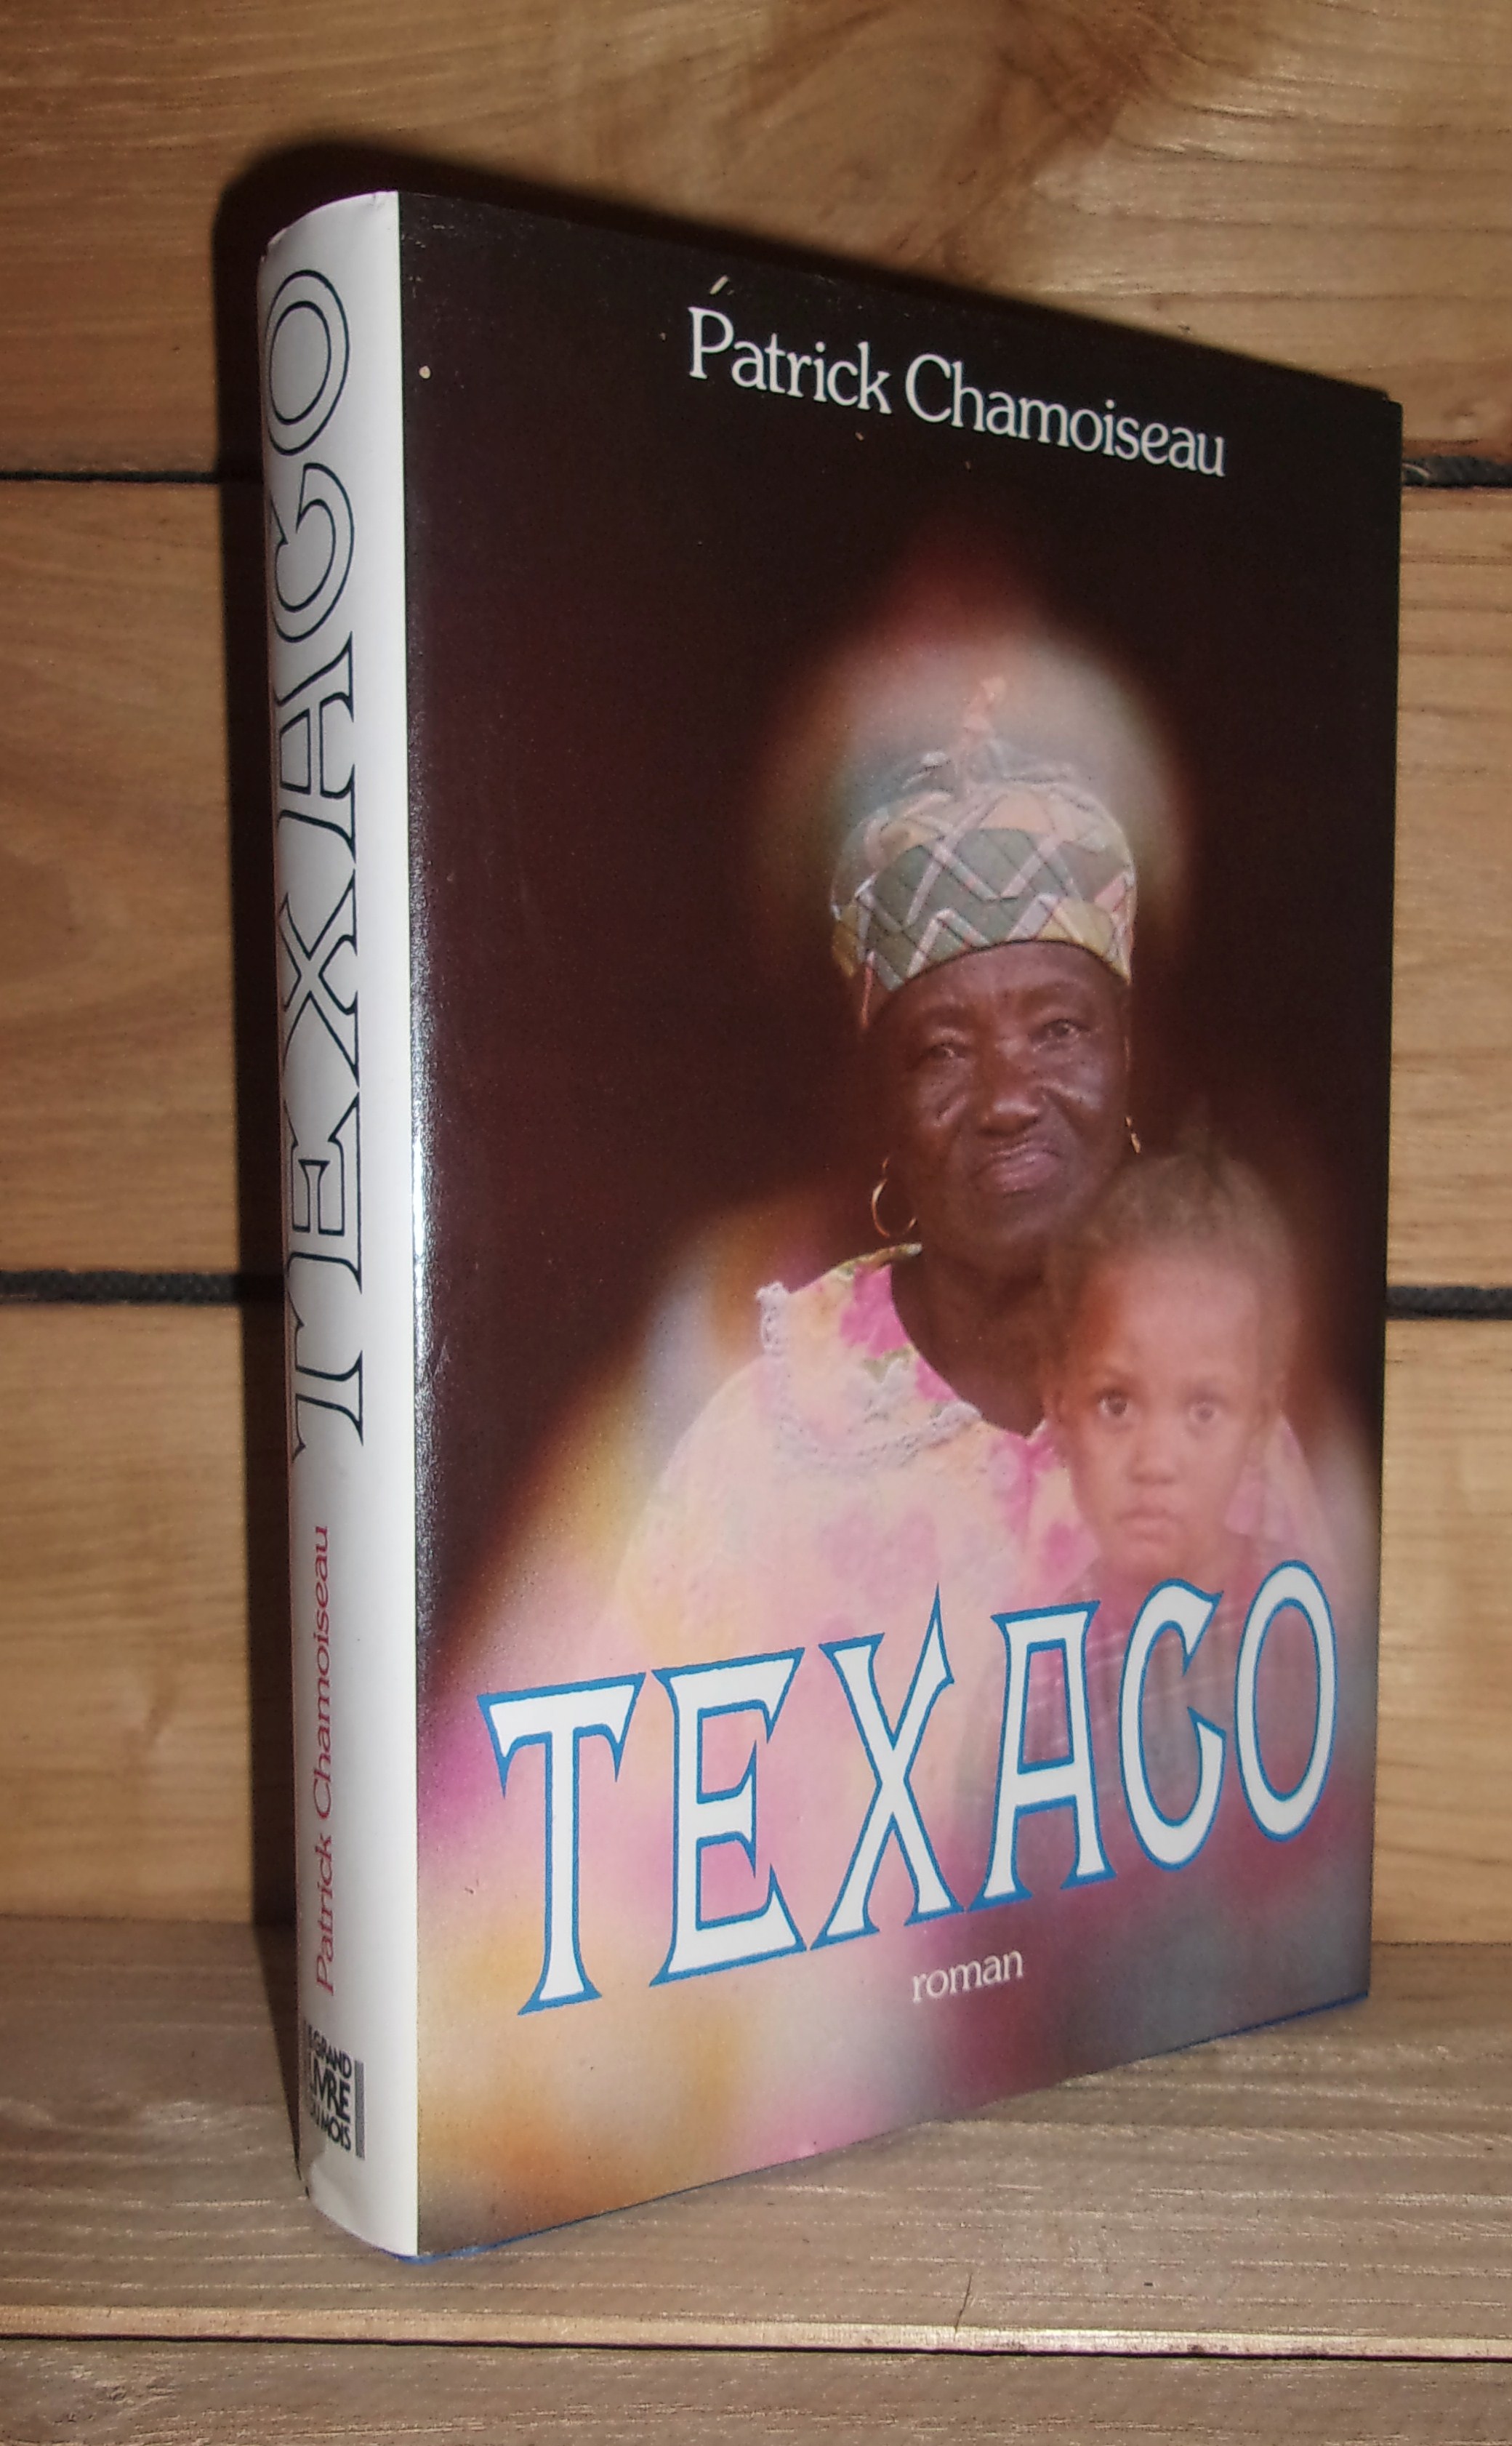 TEXACO
Patrick Chamoiseau
LE GRAND
LIVRE
DU MOIS
Patrick Chamoiseau
TEXACO
roman